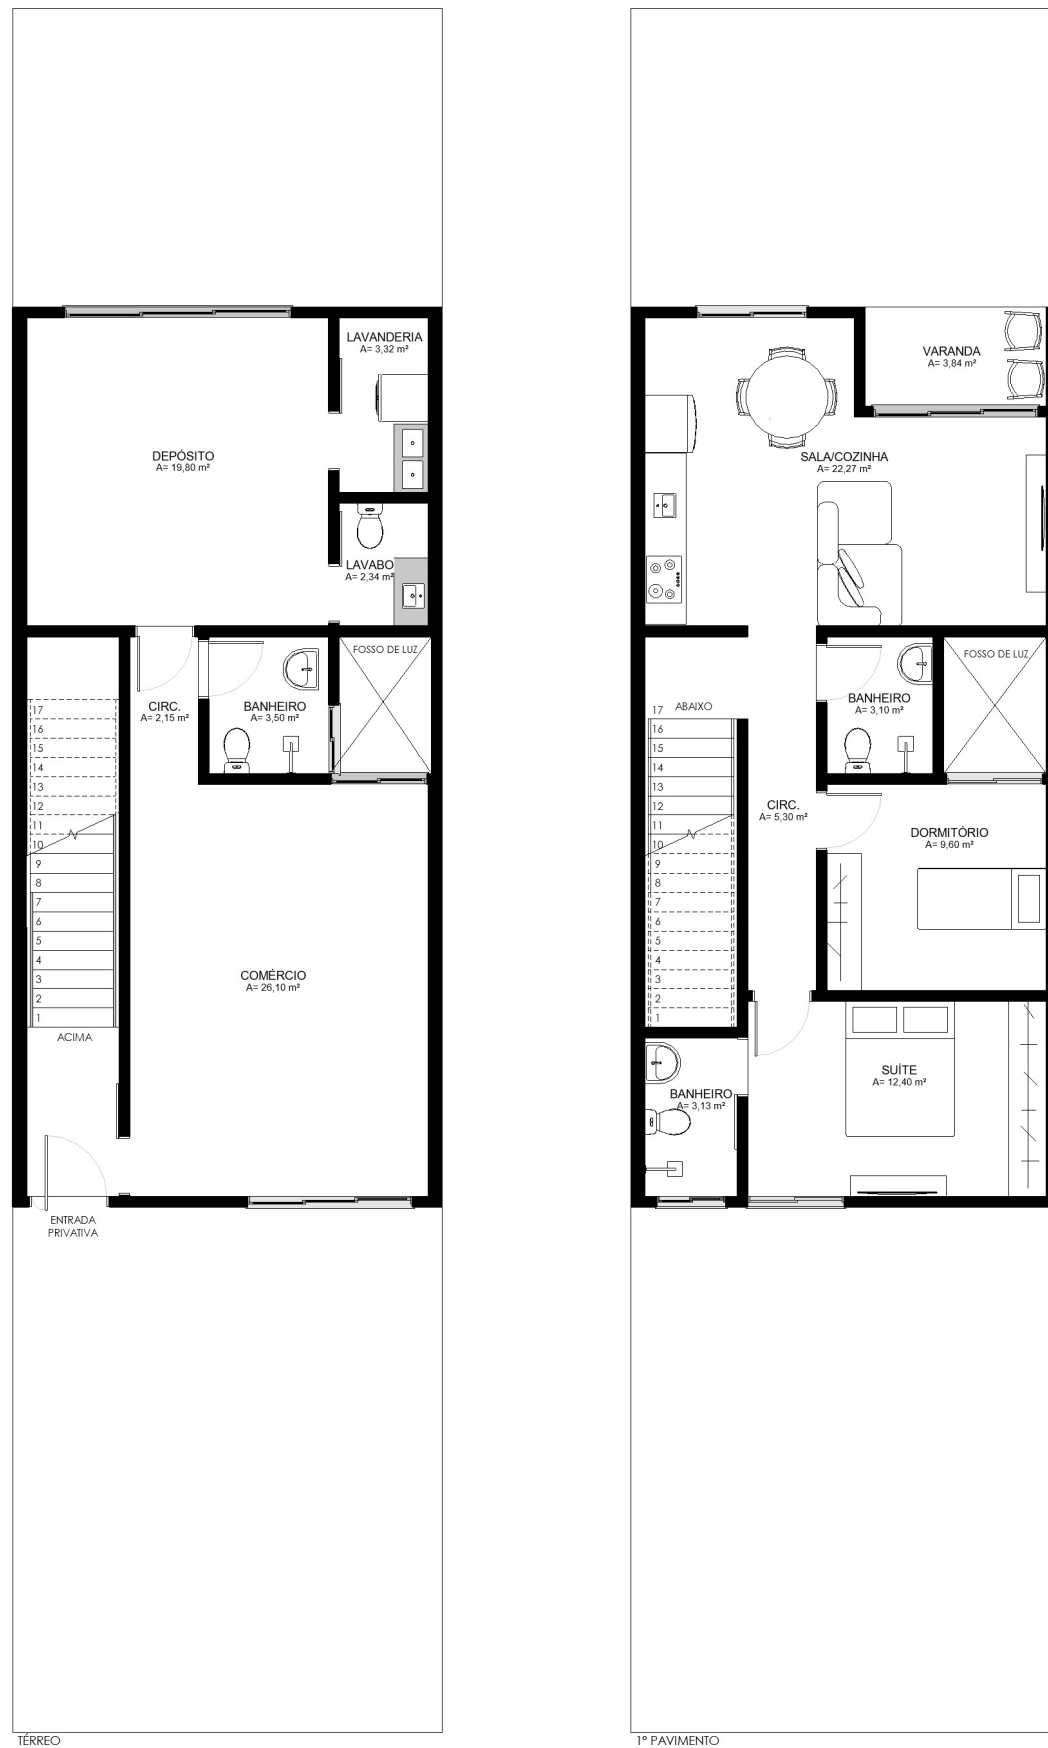 LAVANDERIA
A= 3,32 m²
DEPÓSITO
A= 19,80 m²
LAVABO
A= 2,34 m²
FOSSO DE LUZ
CIRC.
A= 2,15 m²
BANHEIRO
A= 3,50 m²
17
16
15
14
13
12
11
10
9
8
7
6
5
4
3
2
1
ACIMA
COMÉRCIO
A= 26,10 m²
ENTRADA
PRIVATIVA
TÉRREO
VARANDA
A= 3,84 m²
SALA/COZINHA
A= 22,27 m²
FOSSO DE LUZ
BANHEIRO
A= 3,10 m²
ABAIXO
17
16
15
14
13
12
11
10
9
8
7
6
5
4
3
2
1
CIRC.
A= 5,30 m²
DORMITÓRIO
A= 9,60 m²
SUÍTE
A= 12,40 m²
BANHEIRO
A= 3,13 m²
1° PAVIMENTO